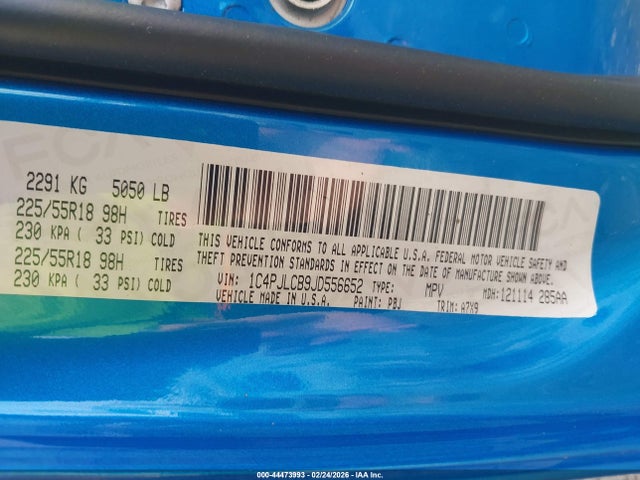 2291 KG 5050 LB
225/55R18 98H TIRES
230 KPA ( 33 PSI) COLD
225/55R18 98H TIRES
230 KPA ( 33 PSI) COLD
THIS VEHICLE CONFORMS TO ALL APPLICABLE U.S.A. FEDERAL MOTOR VEHICLE SAFETY AND
THEFT PREVENTION STANDARDS IN EFFECT ON THE DATE OF MANUFACTURE SHOWN ABOVE.
VIN: 1C4PJLCB9JD556652 TYPE: MPV MDH:121114 285AA
VEHICLE MADE IN U.S.A. PAINT: PBJ TRIM: A7X9
000-44473993 - 02/24/2026 - IAA Inc.